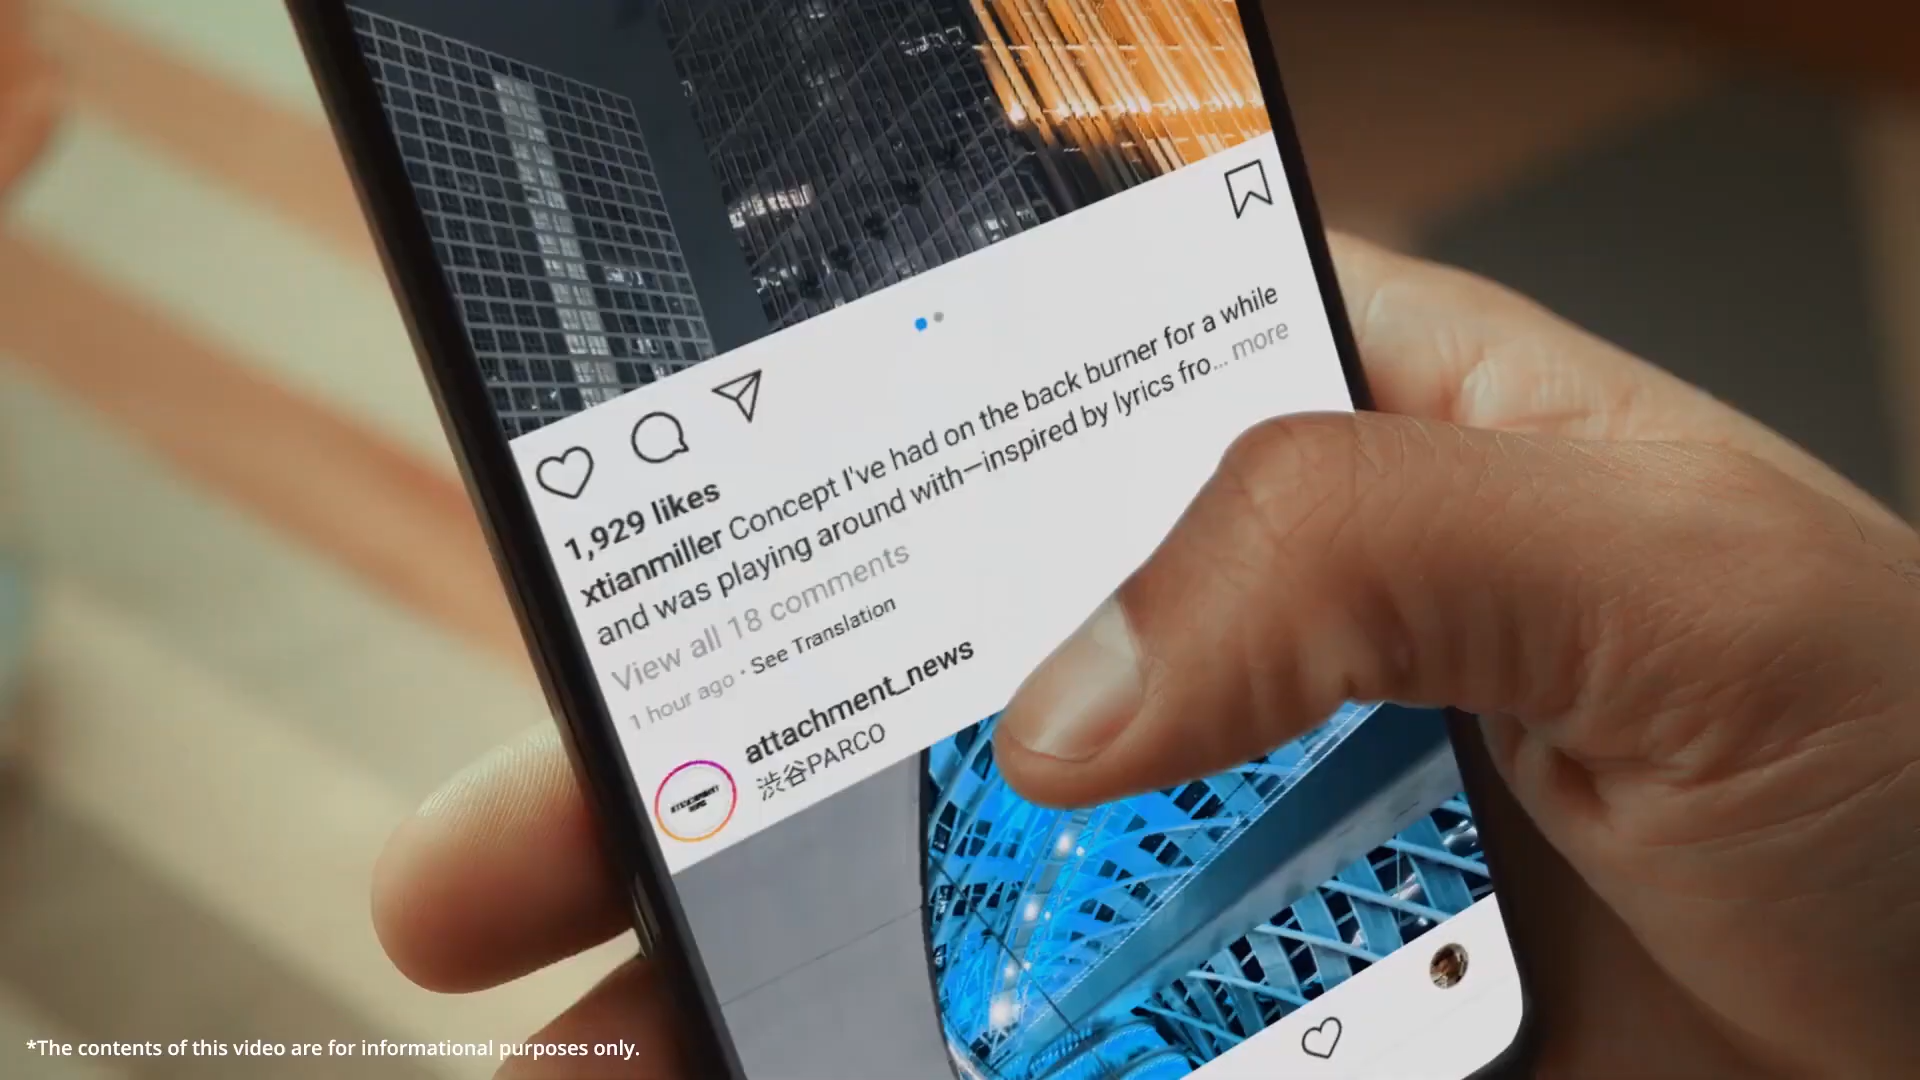 1,929 likes
xtianmiller Concept I've had on the back burner for a while
and was playing around with—inspired by lyrics fro... more
View all 18 comments
1 hour ago · See Translation
attachment_news
渋谷PARCO
*The contents of this video are for informational purposes only.